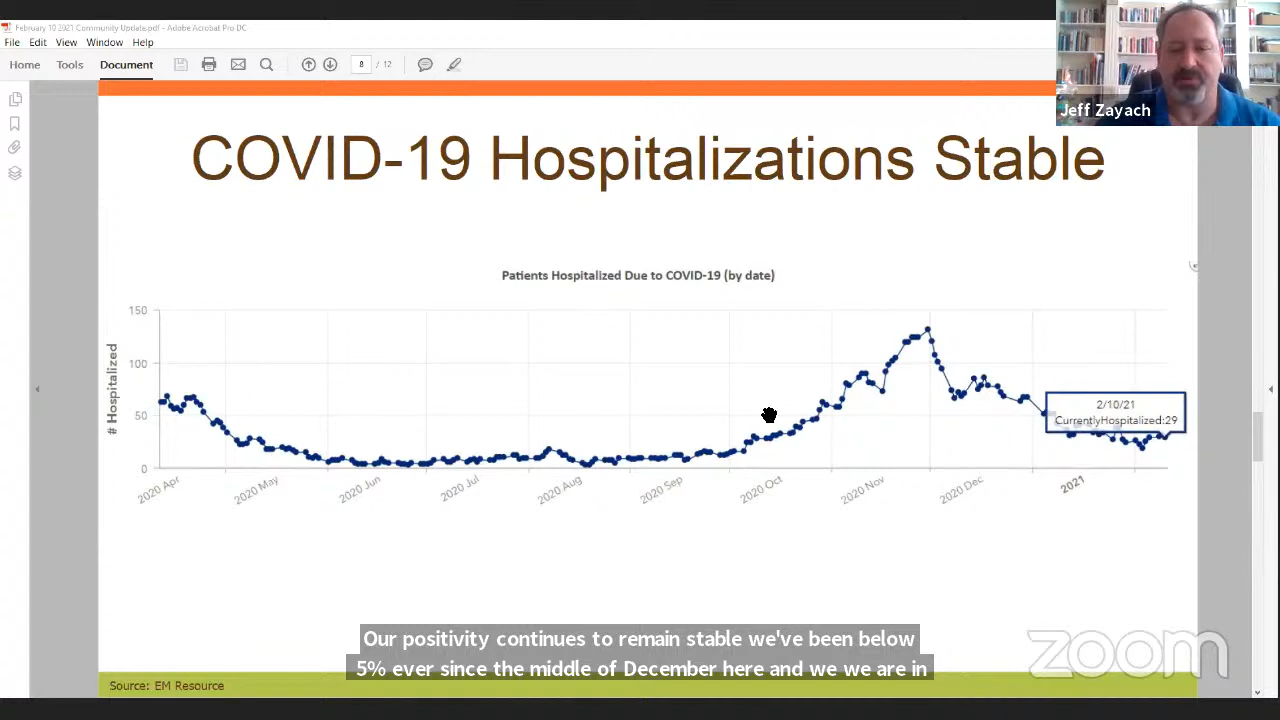 February 10 2021 Community Update.pdf - Adobe Acrobat Pro DC
File Edit View Window Help
Home Tools Document 8 / 12
Jeff Zayach
COVID-19 Hospitalizations Stable
Patients Hospitalized Due to COVID-19 (by date)
# Hospitalized
150
100
50
0
2/10/21
CurrentlyHospitalized:29
2020 Apr
2020 May
2020 Jun
2020 Jul
2020 Aug
2020 Sep
2020 Oct
2020 Nov
2020 Dec
2021
Our positivity continues to remain stable we've been below
5% ever since the middle of December here and we we are in
zoom
Source: EM Resource